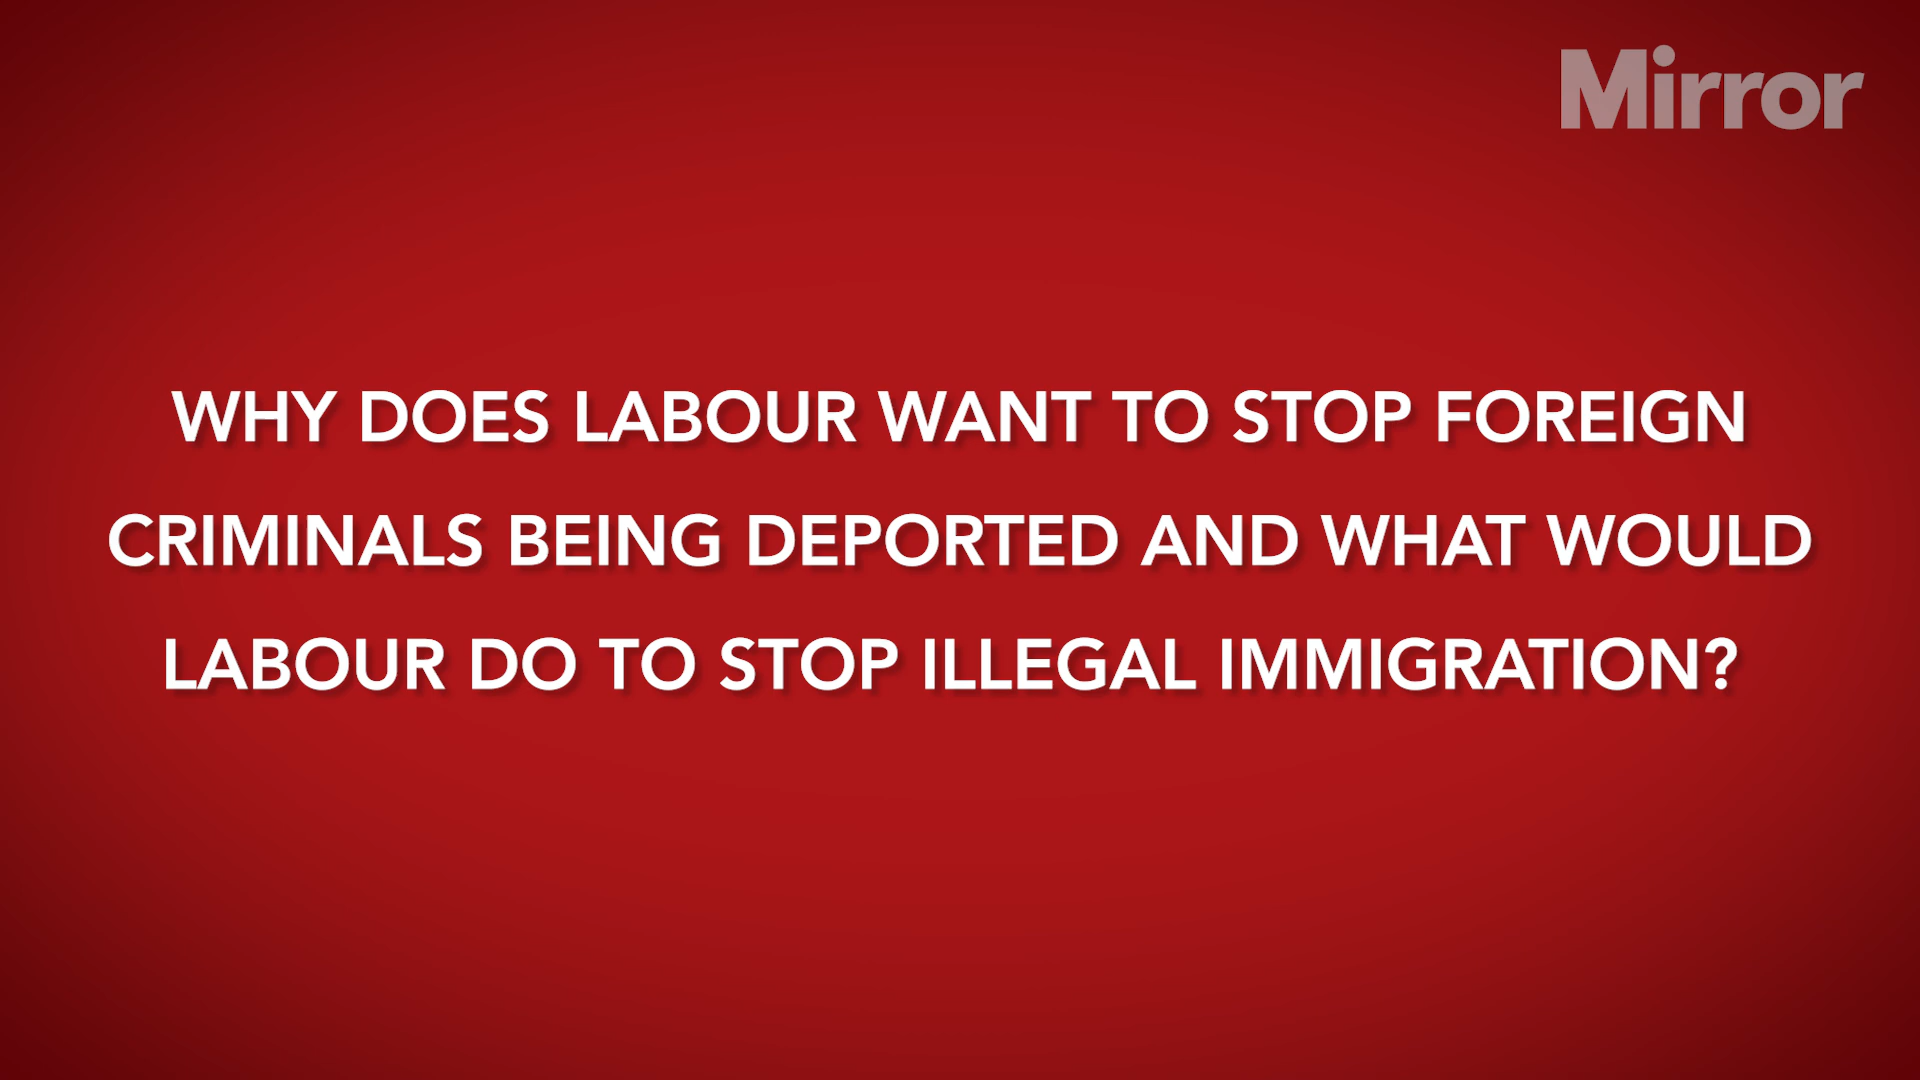 Mirror
WHY DOES LABOUR WANT TO STOP FOREIGN
CRIMINALS BEING DEPORTED AND WHAT WOULD
LABOUR DO TO STOP ILLEGAL IMMIGRATION?